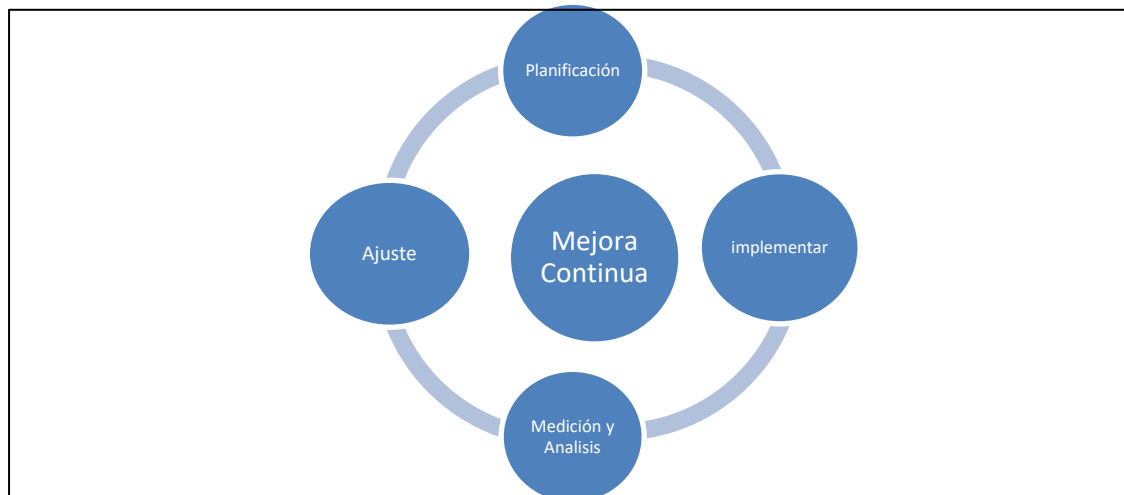 Planificación
Mejora
Continua
implementar
Ajuste
Medición y
Analisis